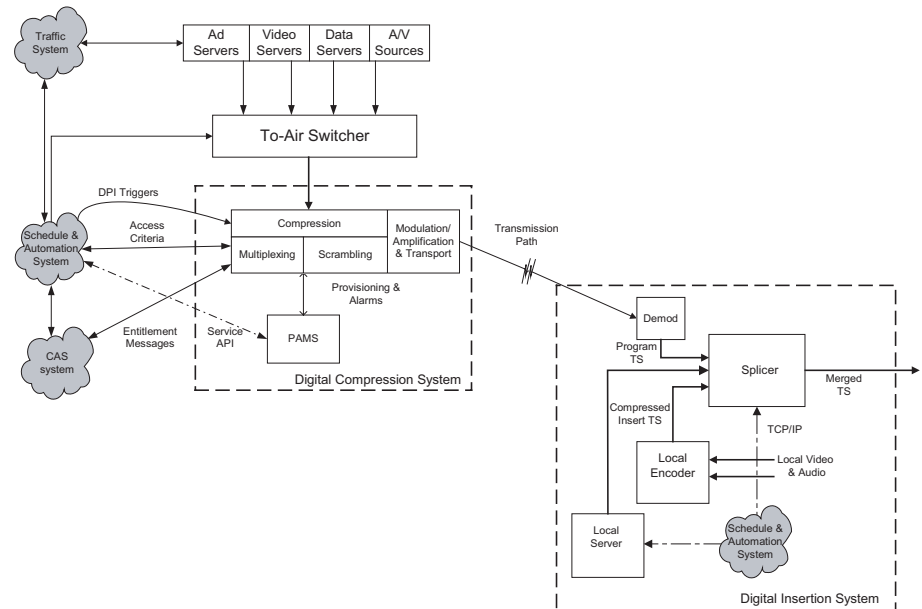 Traffic
System
Ad
Servers
Video
Servers
Data
Servers
A/V
Sources
To-Air Switcher
DPI Triggers
Access
Criteria
Schedule &
Automation
System
Compression
Multiplexing
Scrambling
Modulation/
Amplification
& Transport
Transmission
Path
Provisioning &
Alarms
Entitlement
Messages
Service
API
PAMS
CAS
system
Digital Compression System
Demod
Program
TS
Splicer
Merged
TS
Compressed
Insert TS
TCP/IP
Local
Encoder
Local Video
& Audio
Local
Server
Schedule &
Automation
System
Digital Insertion System